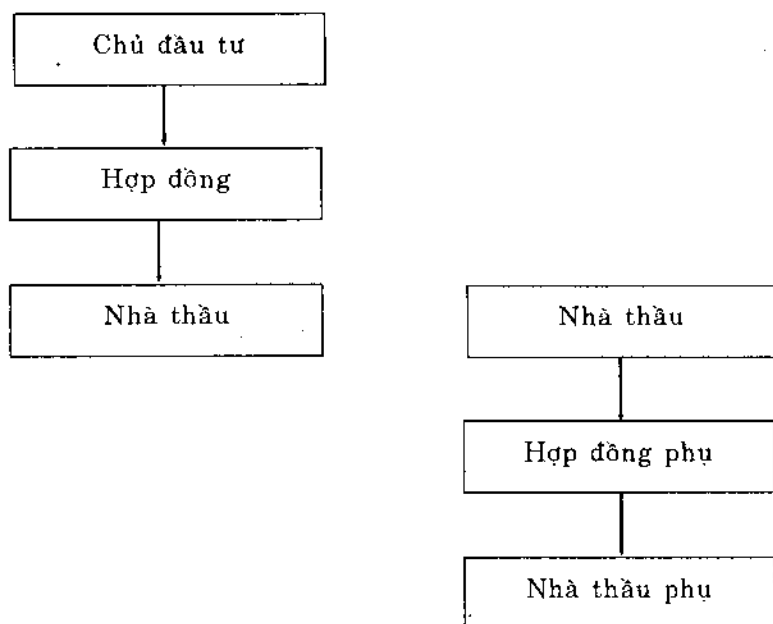 Chủ đầu tư
Hợp đồng
Nhà thầu
Nhà thầu
Hợp đồng phụ
Nhà thầu phụ